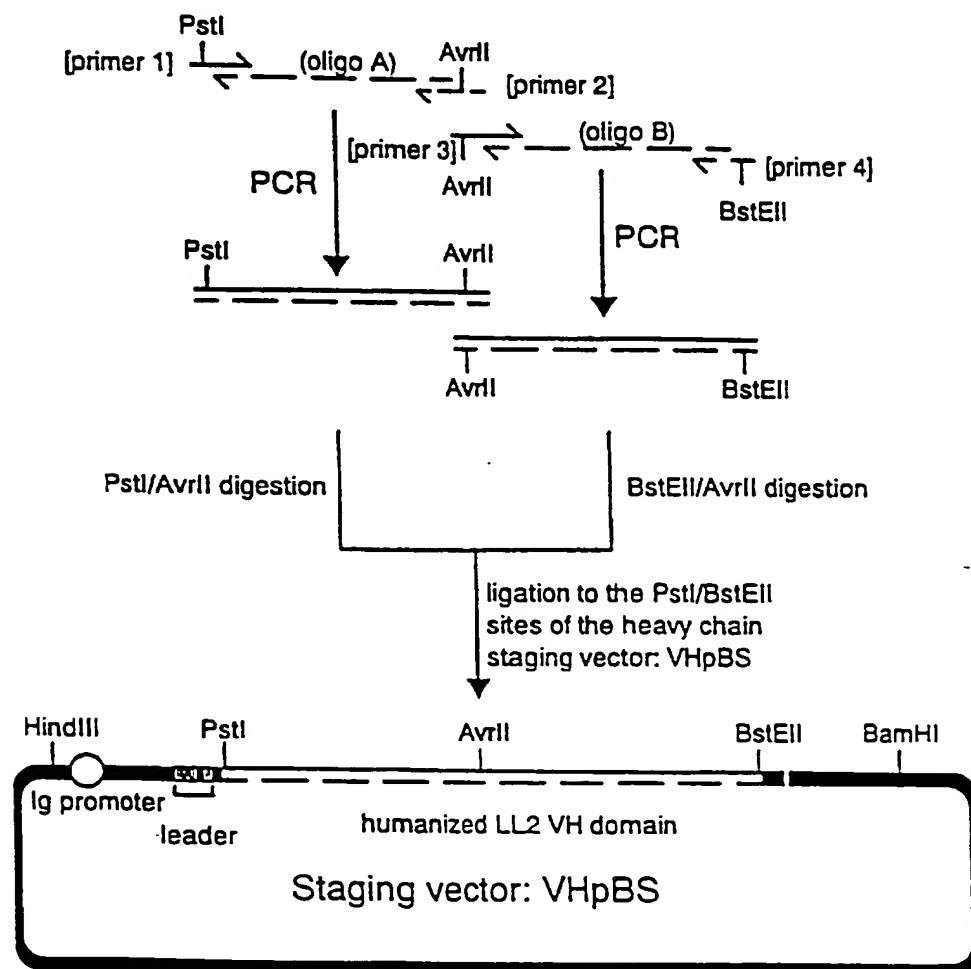 PstI
[primer 1]
(oligo A)
AvrII
[primer 2]
[primer 3]
(oligo B)
[primer 4]
AvrII
BstEII
PCR
PCR
PstI
AvrII
AvrII
BstEII
PstI/AvrII digestion
BstEII/AvrII digestion
ligation to the PstI/BstEII
sites of the heavy chain
staging vector: VHpBS
HindIII
PstI
AvrII
BstEII
BamHI
Ig promoter
leader
humanized LL2 VH domain
Staging vector: VHpBS